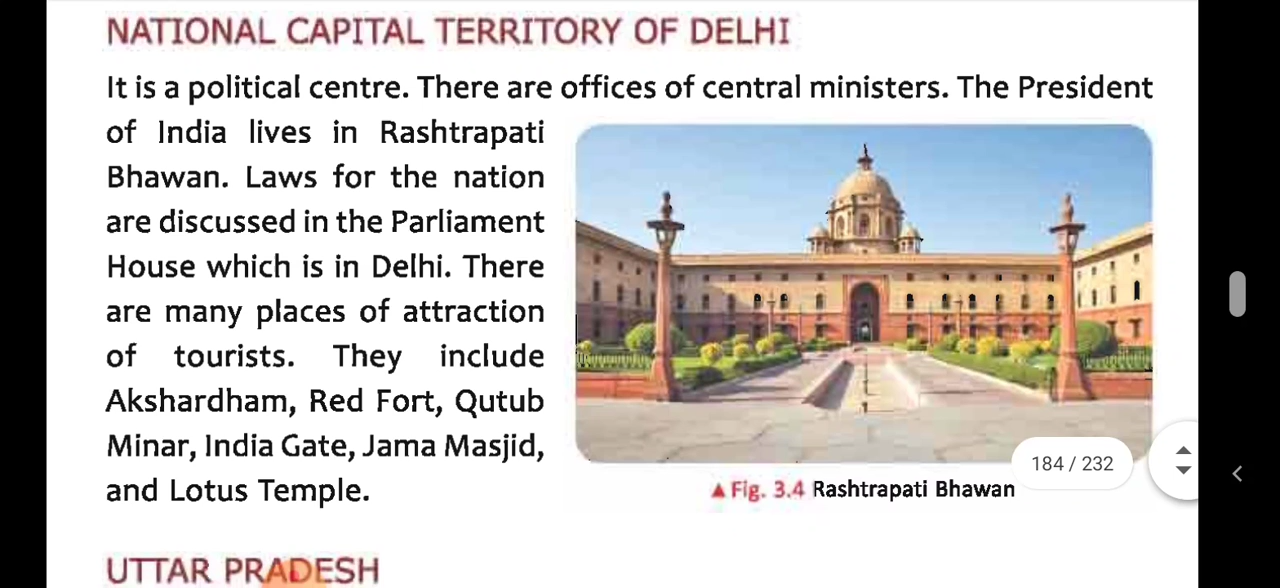 NATIONAL CAPITAL TERRITORY OF DELHI
It is a political centre. There are offices of central ministers. The President
of India lives in Rashtrapati
Bhawan. Laws for the nation
are discussed in the Parliament
House which is in Delhi. There
are many places of attraction
of tourists. They include
Akshardham, Red Fort, Qutub
Minar, India Gate, Jama Masjid,
and Lotus Temple.
184 / 232
▲ Fig. 3.4 Rashtrapati Bhawan
UTTAR PRADESH